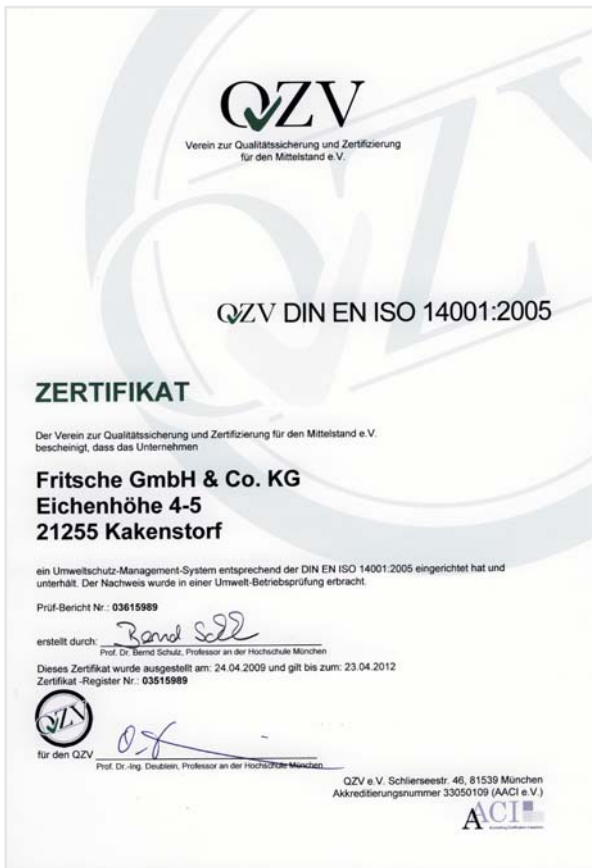 QZV
Verein zur Qualitätssicherung und Zertifizierung
für den Mittelstand e.V.
QZV DIN EN ISO 14001:2005
ZERTIFIKAT
Der Verein zur Qualitätssicherung und Zertifizierung für den Mittelstand e.V.
bescheinigt, dass das Unternehmen
Fritsche GmbH & Co. KG
Eichenhöhe 4-5
21255 Kakenstorf
ein Umweltschutz-Management-System entsprechend der DIN EN ISO 14001:2005 eingerichtet hat und
unterhält. Der Nachweis wurde in einer Umwelt-Betriebsprüfung erbracht.
Prüf-Bericht Nr.: 03615989
erstellt durch:
Prof. Dr. Bernd Schulz, Professor an der Hochschule München
Dieses Zertifikat wurde ausgestellt am: 24.04.2009 und gilt bis zum: 23.04.2012
Zertifikat -Register Nr.: 03515989
QZV
für den QZV
Prof. Dr.-Ing. Deublein, Professor an der Hochschule München
QZV e.V. Schlierseestr. 46, 81539 München
Akkreditierungsnummer 33050109 (AACI e.V.)
AACI